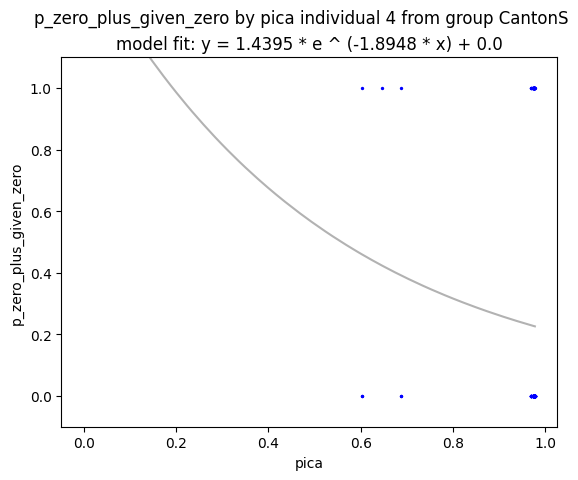 p_zero_plus_given_zero by pica individual 4 from group CantonS
model fit: y = 1.4395 * e ^ (-1.8948 * x) + 0.0
1.0
0.8
0.6
0.4
0.2
0.0
p_zero_plus_given_zero
0.0 0.2 0.4 0.6 0.8 1.0
pica